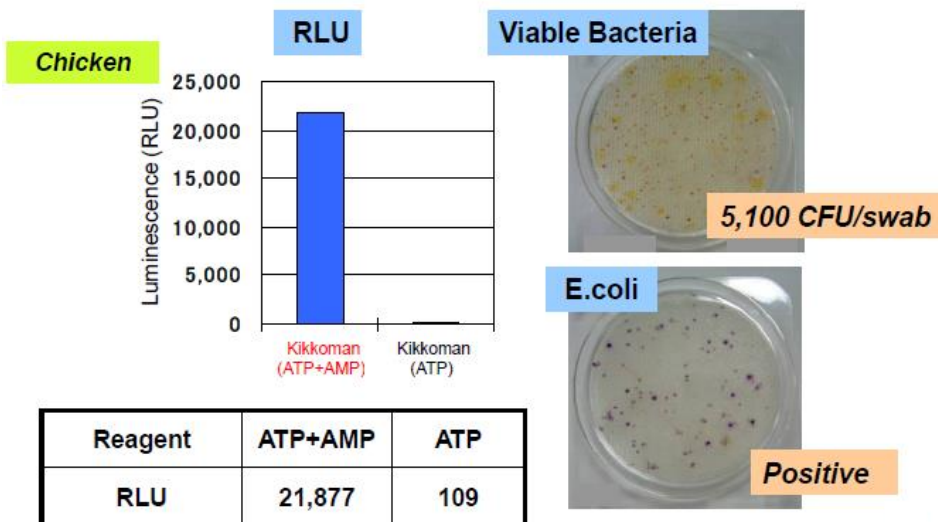 Chicken
RLU
Luminescence (RLU)
25,000
20,000
15,000
10,000
5,000
0
Kikkoman
(ATP+AMP)
Kikkoman
(ATP)
Reagent ATP+AMP ATP
RLU 21,877 109
Viable Bacteria
5,100 CFU/swab
E.coli
Positive